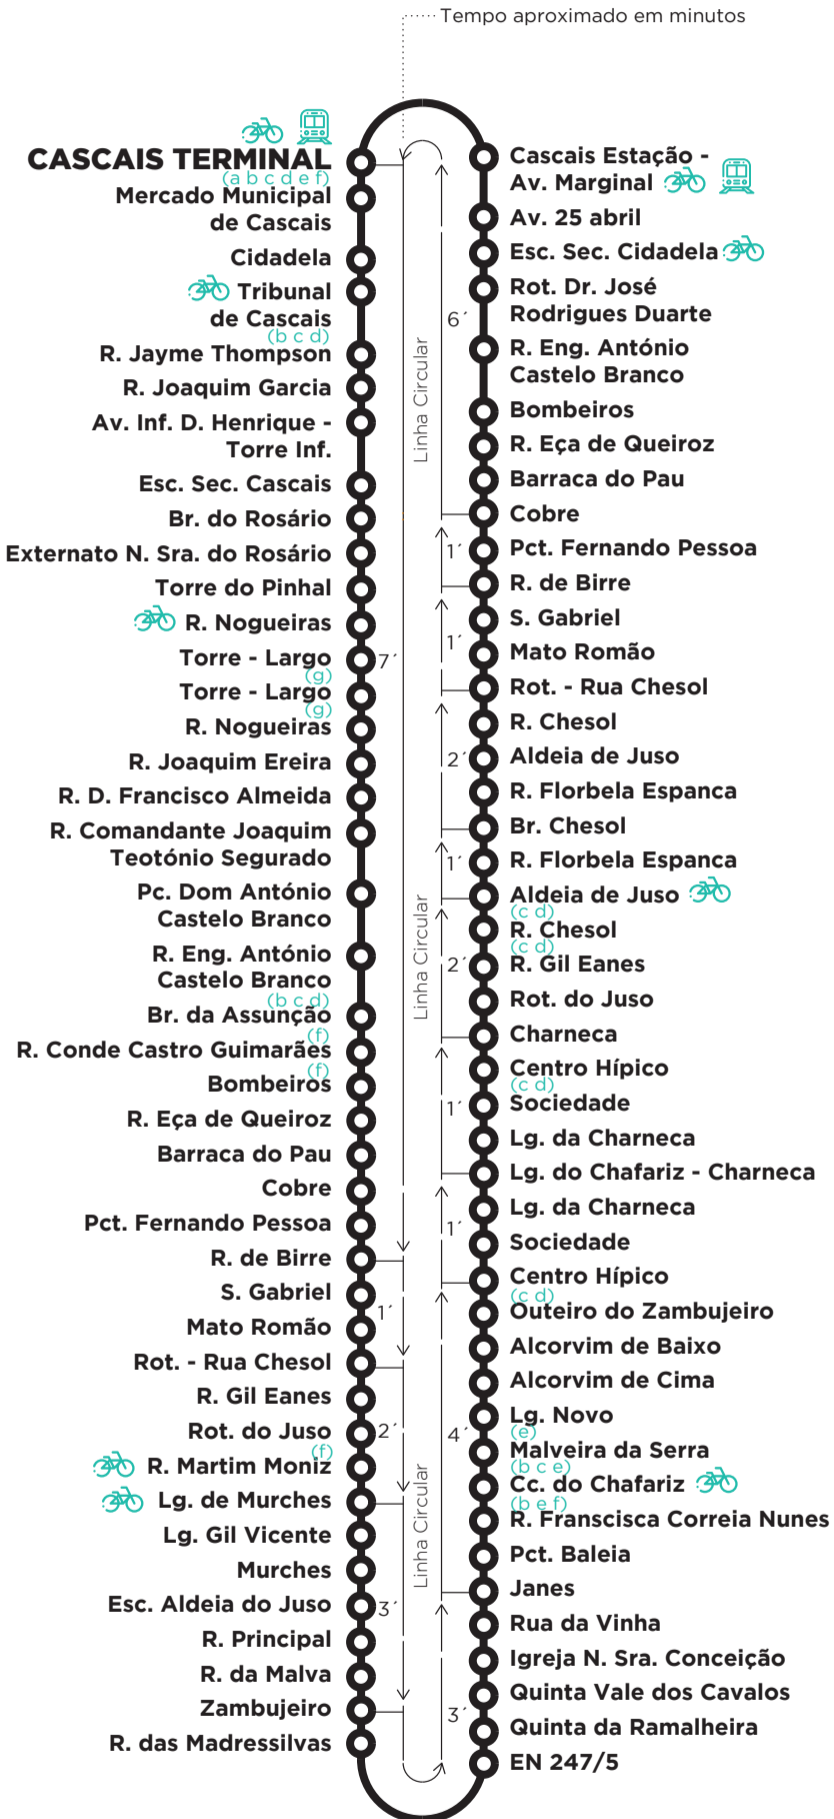 Tempo aproximado em minutos
CASCAIS TERMINAL
(a b c d e f)
Mercado Municipal
de Cascais
Cidadela
Tribunal
de Cascais
(b c d)
R. Jayme Thompson
R. Joaquim Garcia
Av. Inf. D. Henrique -
Torre Inf.
Esc. Sec. Cascais
Br. do Rosário
Externato N. Sra. do Rosário
Torre do Pinhal
R. Nogueiras
Torre - Largo
(g)
Torre - Largo
(g)
R. Nogueiras
R. Joaquim Ereira
R. D. Francisco Almeida
R. Comandante Joaquim
Teotónio Segurado
Pc. Dom António
Castelo Branco
R. Eng. António
Castelo Branco
(b c d)
Br. da Assunção
(f)
R. Conde Castro Guimarães
(f)
Bombeiros
R. Eça de Queiroz
Barraca do Pau
Cobre
Pct. Fernando Pessoa
R. de Birre
S. Gabriel
Mato Romão
Rot. - Rua Chesol
R. Gil Eanes
Rot. do Juso
(f)
R. Martim Moniz
Lg. de Murches
Lg. Gil Vicente
Murches
Esc. Aldeia do Juso
R. Principal
R. da Malva
Zambujeiro
R. das Madressilvas
7´
1´
2´
3´
Linha Circular
Linha Circular
Linha Circular
6´
1´
1´
2´
1´
2´
1´
1´
4´
3´
Cascais Estação -
Av. Marginal
Av. 25 abril
Esc. Sec. Cidadela
Rot. Dr. José
Rodrigues Duarte
R. Eng. António
Castelo Branco
Bombeiros
R. Eça de Queiroz
Barraca do Pau
Cobre
Pct. Fernando Pessoa
R. de Birre
S. Gabriel
Mato Romão
Rot. - Rua Chesol
R. Chesol
Aldeia de Juso
R. Florbela Espanca
Br. Chesol
R. Florbela Espanca
Aldeia de Juso
(c d)
R. Chesol
(c d)
R. Gil Eanes
Rot. do Juso
Charneca
Centro Hípico
(c d)
Sociedade
Lg. da Charneca
Lg. do Chafariz - Charneca
Lg. da Charneca
Sociedade
Centro Hípico
(c d)
Outeiro do Zambujeiro
Alcorvim de Baixo
Alcorvim de Cima
Lg. Novo
(e)
Malveira da Serra
(b c e)
Cc. do Chafariz
(b e f)
R. Franscisca Correia Nunes
Pct. Baleia
Janes
Rua da Vinha
Igreja N. Sra. Conceição
Quinta Vale dos Cavalos
Quinta da Ramalheira
EN 247/5